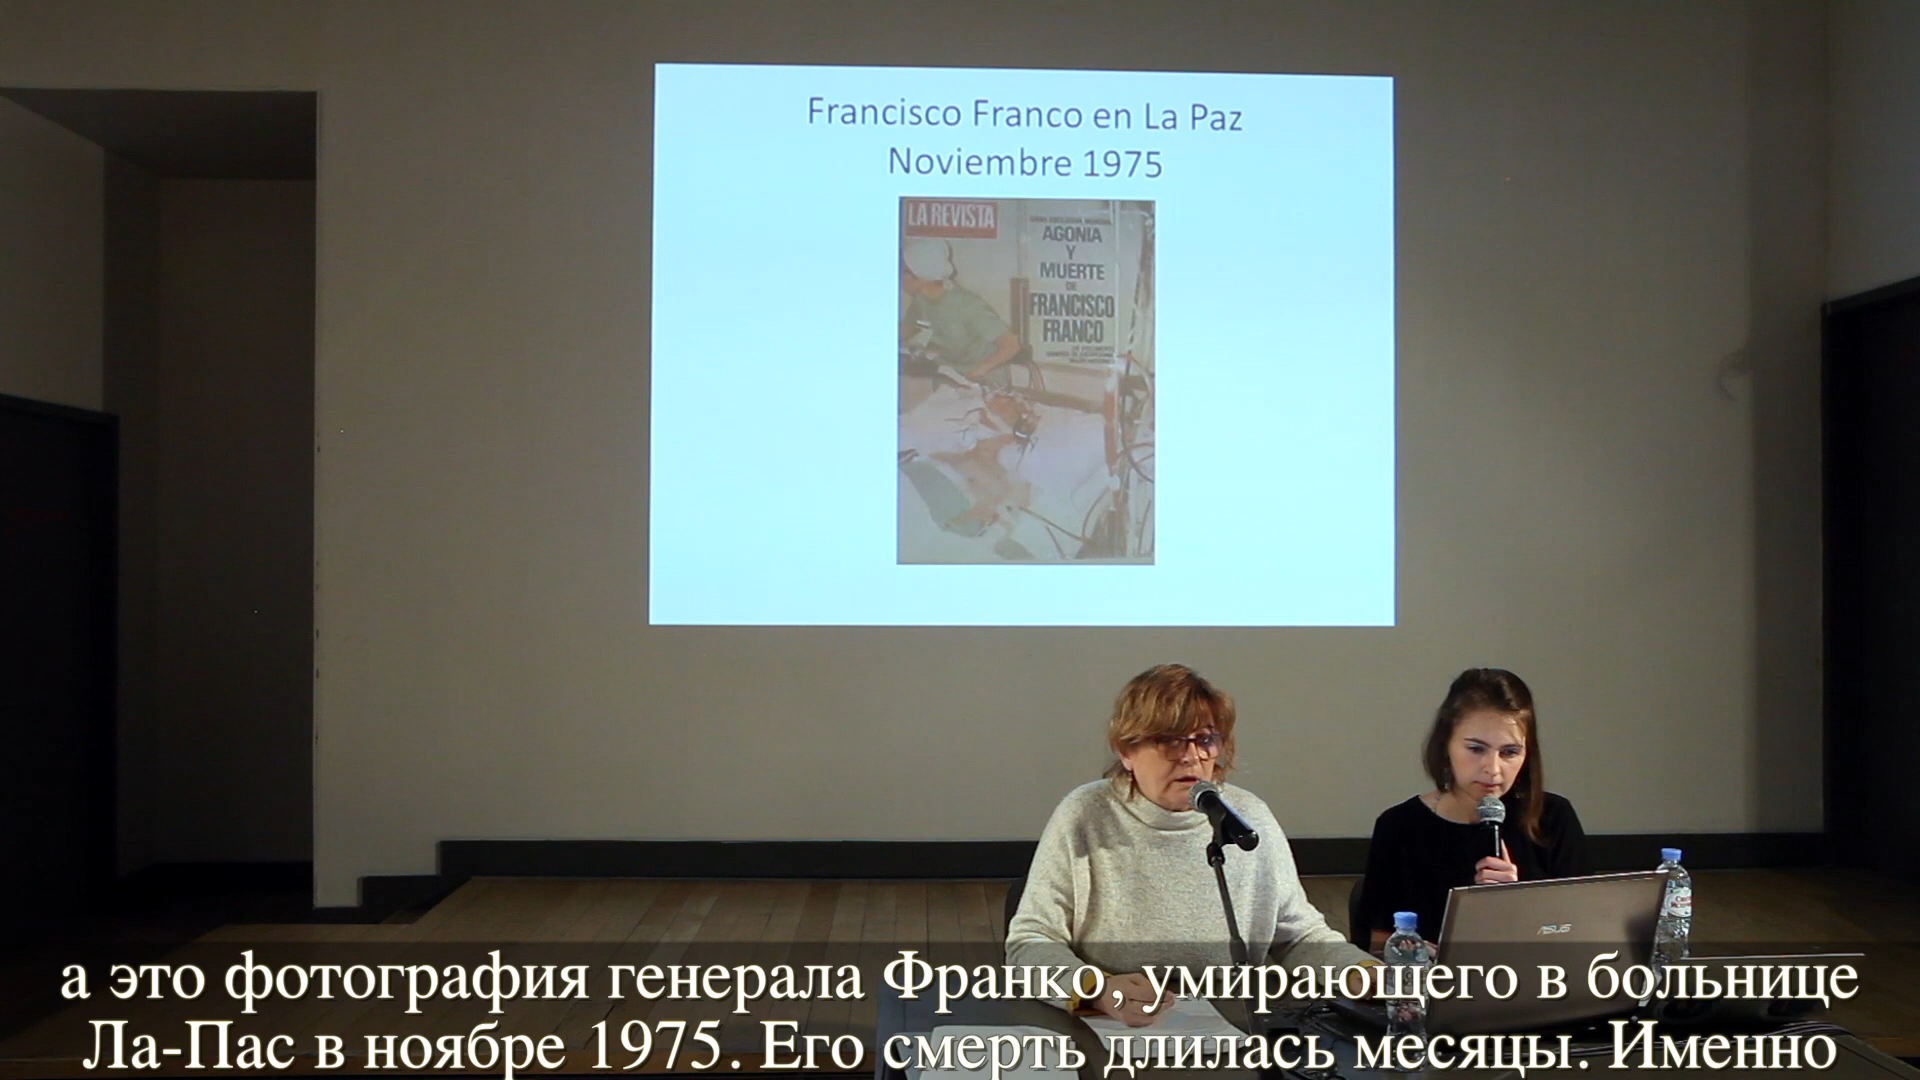 Francisco Franco en La Paz
Noviembre 1975
LA REVISTA
AGONIA
Y
MUERTE
DE
FRANCISCO
FRANCO
ASUS
а это фотография генерала Франко, умирающего в больнице
Ла-Пас в ноябре 1975. Его смерть длилась месяцы. Именно